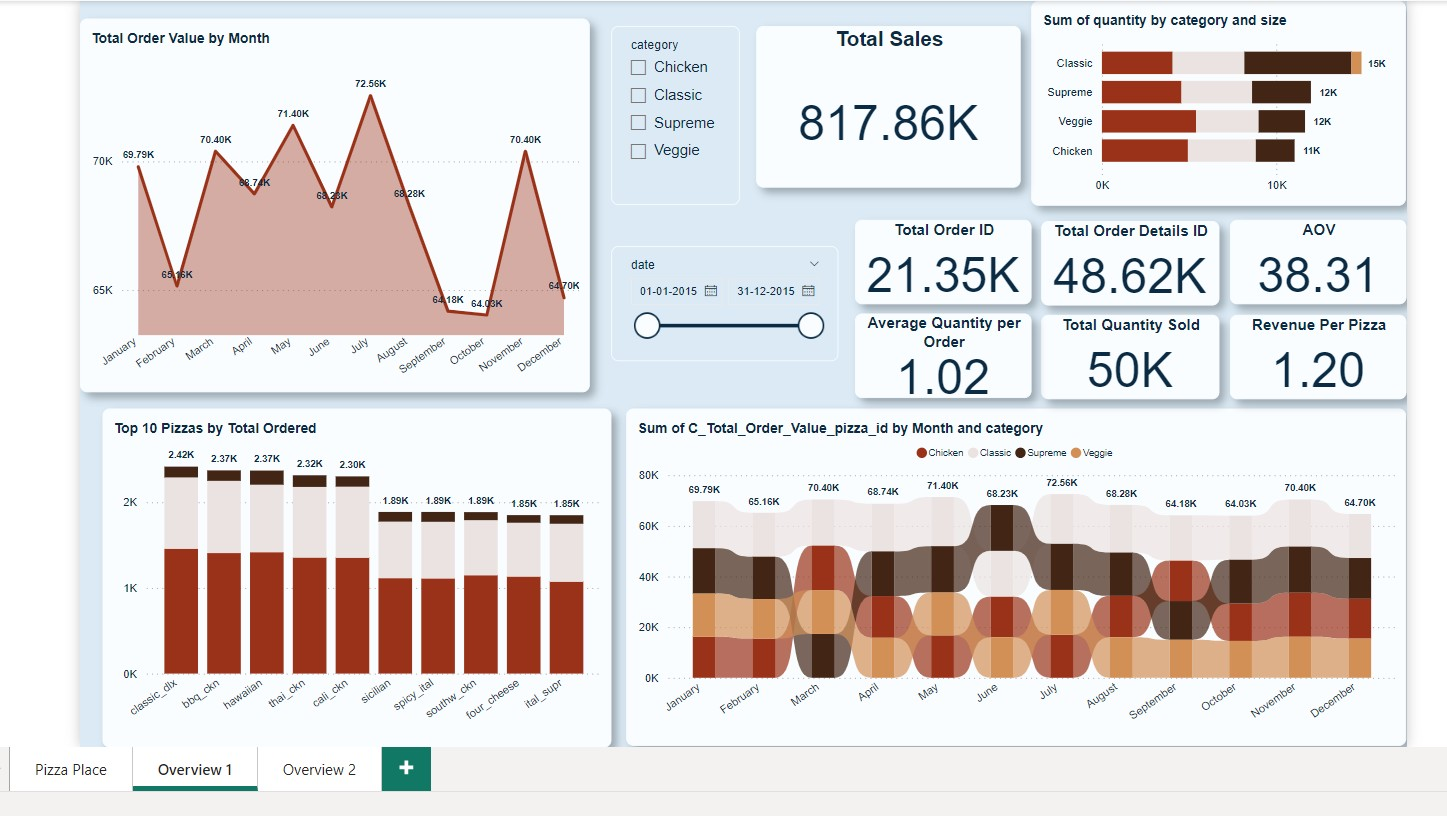 Total Order Value by Month
72.56K
71.40K
70.40K
70.40K
69.79K
70K
68.74K
68.23K
68.28K
65.16K
65K
64.18K
64.03K
64.70K
January
February
March
April
May
June
July
August
September
October
November
December
category
Chicken
Classic
Supreme
Veggie
Total Sales
817.86K
Sum of quantity by category and size
Classic
15K
Supreme
12K
Veggie
12K
Chicken
11K
0K
10K
date
01-01-2015
31-12-2015
Total Order ID
21.35K
Total Order Details ID
48.62K
AOV
38.31
Average Quantity per
Order
1.02
Total Quantity Sold
50K
Revenue Per Pizza
1.20
Top 10 Pizzas by Total Ordered
2.42K
2.37K
2.37K
2.32K
2.30K
1.89K
1.89K
1.89K
1.85K
1.85K
2K
1K
0K
classic_dlx
bbq_ckn
hawaiian
thai_ckn
cali_ckn
sicilian
spicy_ital
southw_ckn
four_cheese
ital_supr
Sum of C_Total_Order_Value_pizza_id by Month and category
Chicken Classic Supreme Veggie
80K
69.79K
65.16K
70.40K
68.74K
71.40K
68.23K
72.56K
68.28K
64.18K
64.03K
70.40K
64.70K
60K
40K
20K
0K
January
February
March
April
May
June
July
August
September
October
November
December
Pizza Place
Overview 1
Overview 2
+